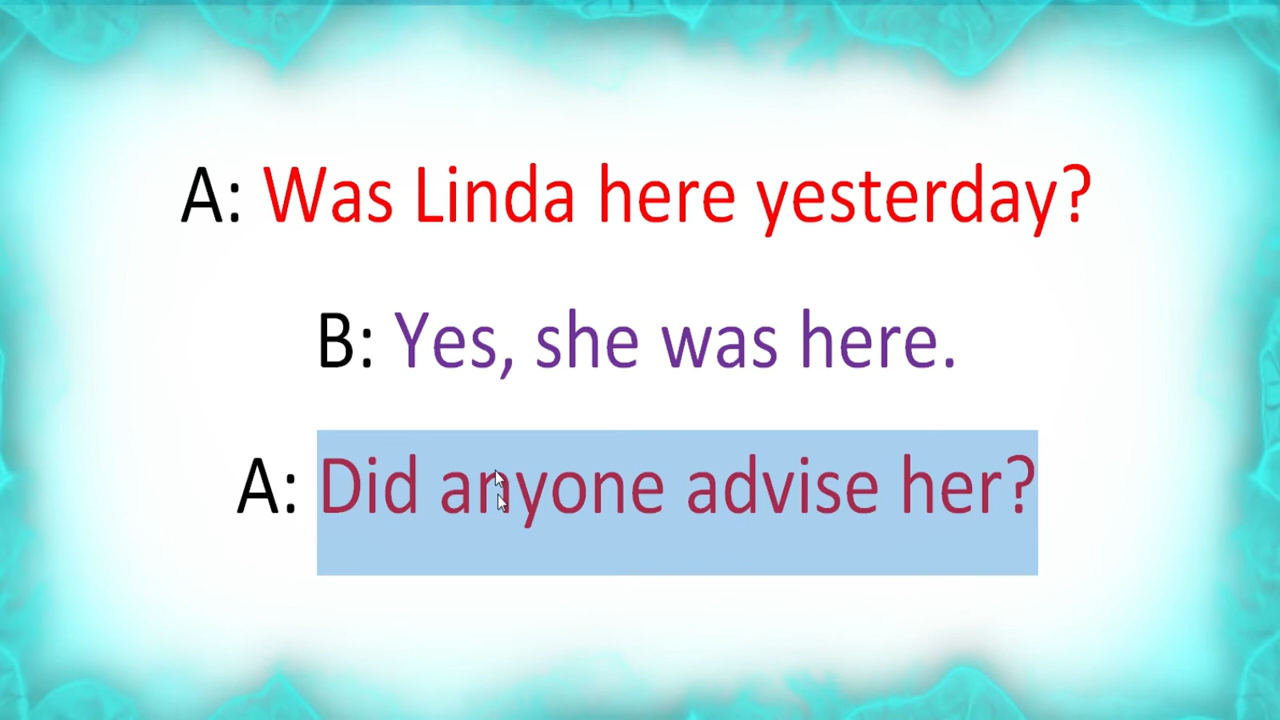 A: Was Linda here yesterday?
B: Yes, she was here.
A: Did anyone advise her?